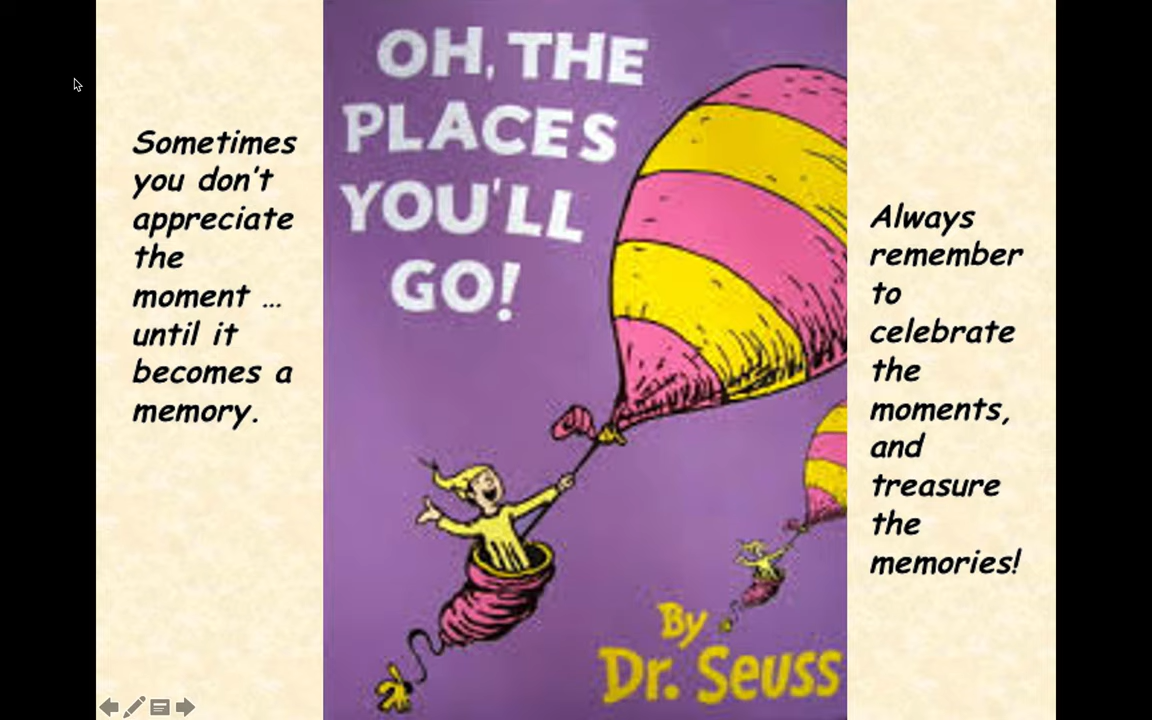 Sometimes
you don't
appreciate
the
moment ...
until it
becomes a
memory.
OH, THE
PLACES
YOU'LL
GO!
By
Dr. Seuss
Always
remember
to
celebrate
the
moments,
and
treasure
the
memories!